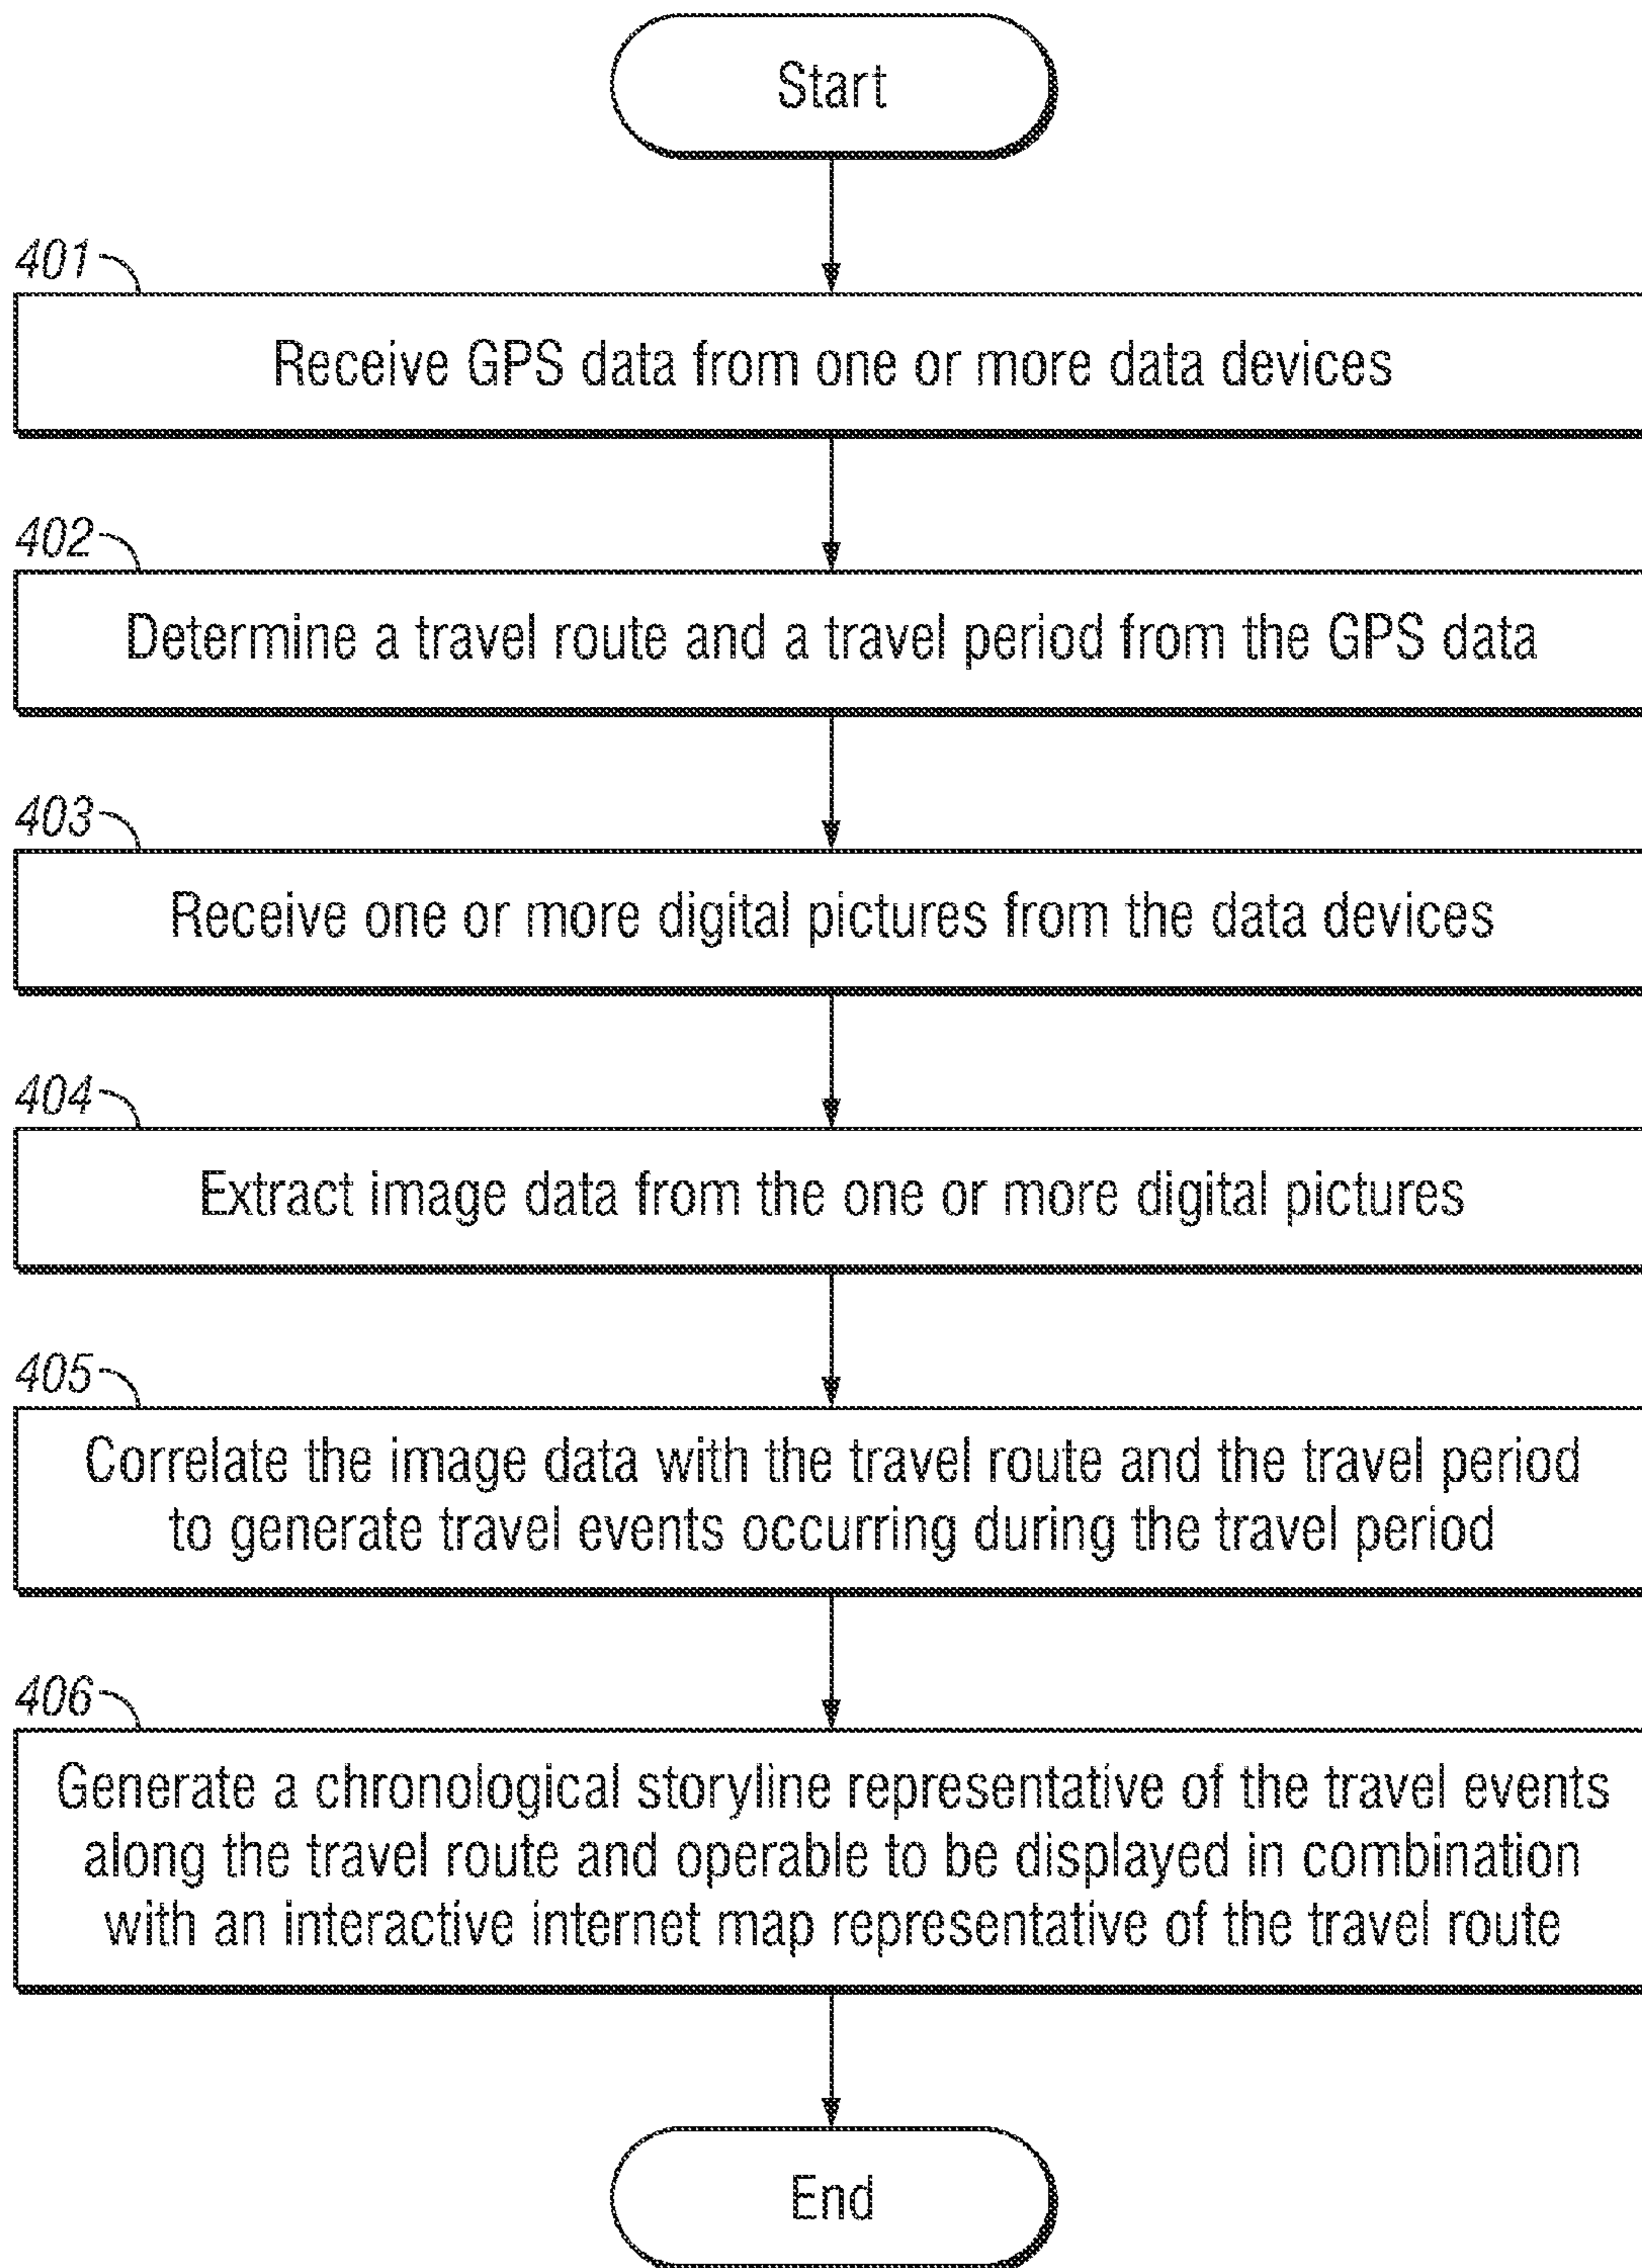 Start
401
Receive GPS data from one or more data devices
402
Determine a travel route and a travel period from the GPS data
403
Receive one or more digital pictures from the data devices
404
Extract image data from the one or more digital pictures
405
Correlate the image data with the travel route and the travel period
to generate travel events occurring during the travel period
406
Generate a chronological storyline representative of the travel events
along the travel route and operable to be displayed in combination
with an interactive internet map representative of the travel route
End